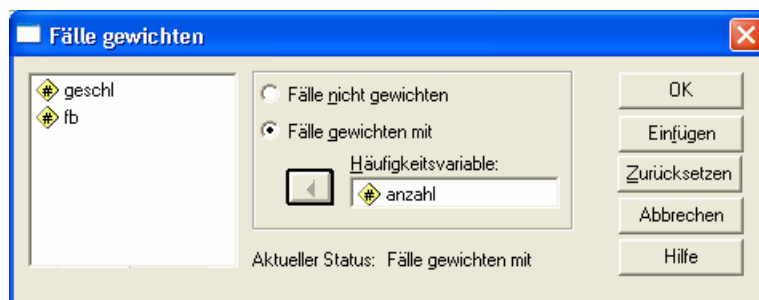 Fälle gewichten
geschl
fb
Fälle nicht gewichten
Fälle gewichten mit
Häufigkeitsvariable:
anzahl
Aktueller Status: Fälle gewichten mit
OK
Einfügen
Zurücksetzen
Abbrechen
Hilfe